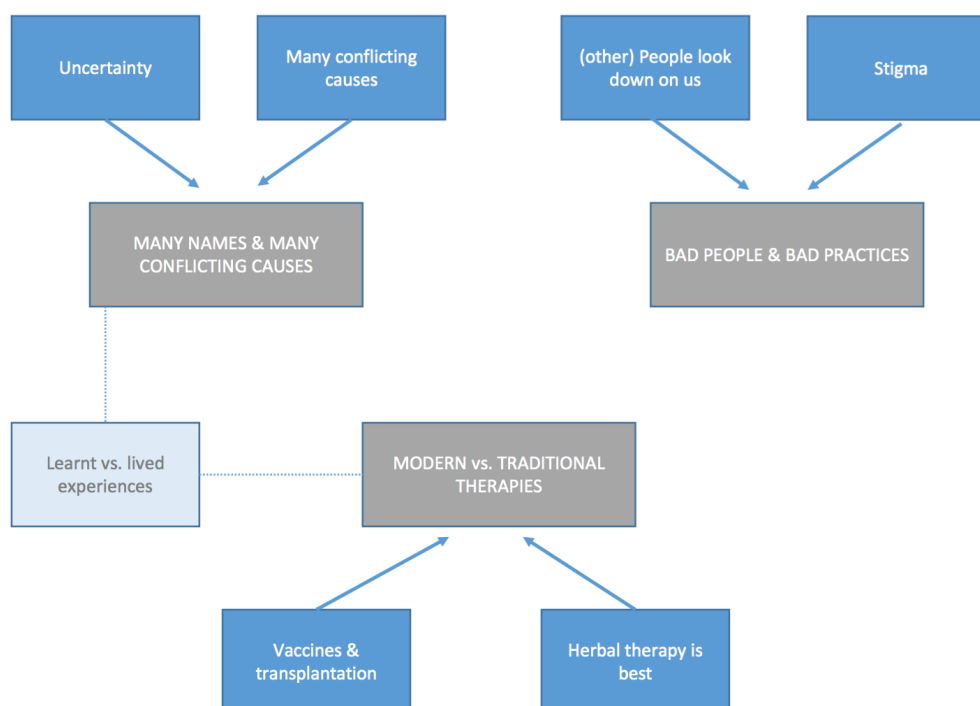 Uncertainty
Many conflicting
causes
(other) People look
down on us
Stigma
MANY NAMES & MANY
CONFLICTING CAUSES
BAD PEOPLE & BAD PRACTICES
Learnt vs. lived
experiences
MODERN vs. TRADITIONAL
THERAPIES
Vaccines &
transplantation
Herbal therapy is
best